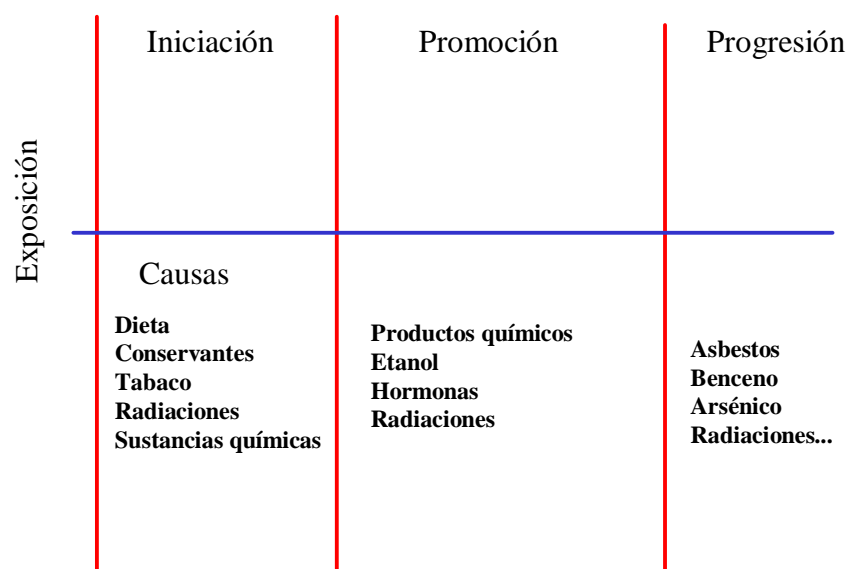 Iniciación
Promoción
Progresión
Exposición
Causas
Dieta
Conservantes
Tabaco
Radiaciones
Sustancias químicas
Productos químicos
Etanol
Hormonas
Radiaciones
Asbestos
Benceno
Arsénico
Radiaciones...